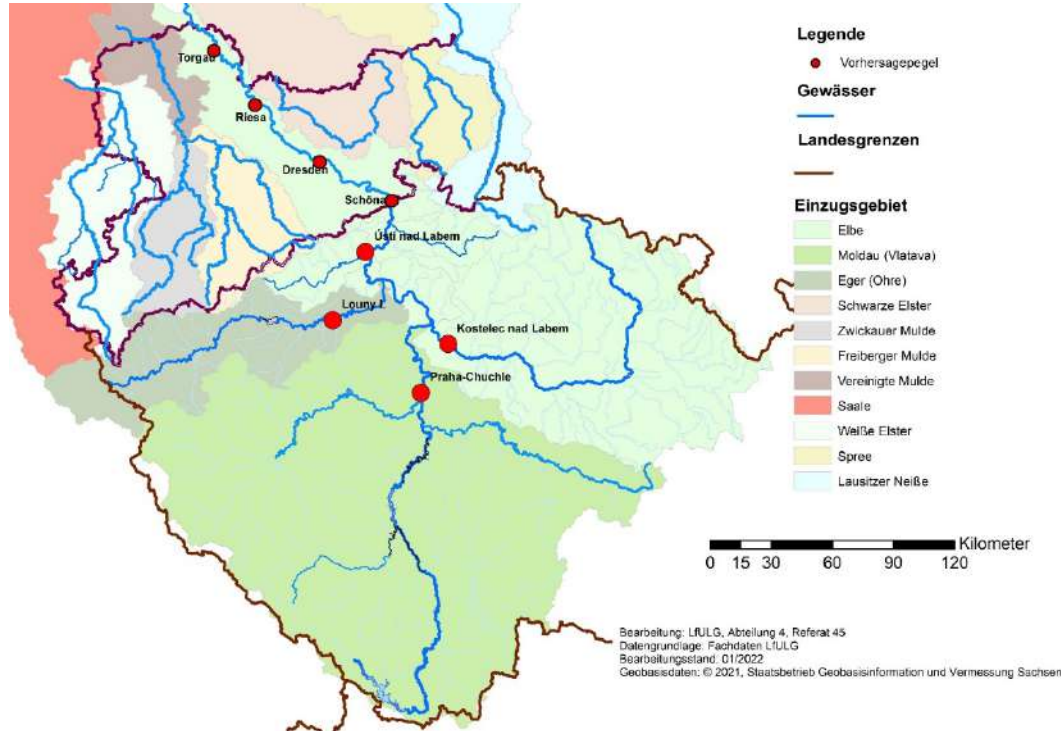 Torgau
Riesa
Dresden
Schöna
Ústí nad Labem
Louny I.
Kostelec nad Labem
Praha-Chuchle
Legende
Vorhersagepegel
Gewässer
Landesgrenzen
Einzugsgebiet
Elbe
Moldau (Vlatava)
Eger (Ohre)
Schwarze Elster
Zwickauer Mulde
Freiberger Mulde
Vereinigte Mulde
Saale
Weiße Elster
Spree
Lausitzer Neiße
Kilometer
0 15 30 60 90 120
Bearbeitung: LfULG, Abteilung 4, Referat 45
Datengrundlage: Fachdaten LfULG
Bearbeitungsstand: 01/2022
Geobasisdaten: © 2021, Staatsbetrieb Geobasisinformation und Vermessung Sachsen